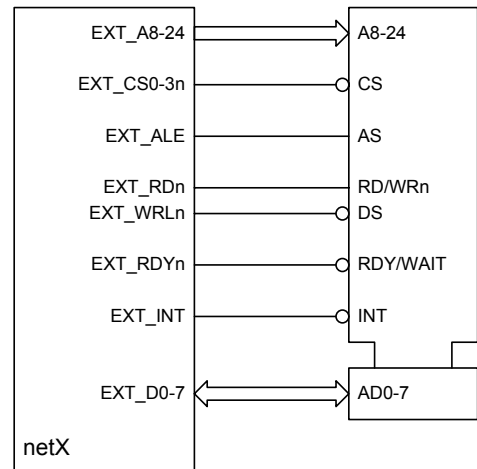 EXT_A8-24 A8-24
EXT_CS0-3n CS
EXT_ALE AS
EXT_RDn RD/WRn
EXT_WRLn DS
EXT_RDYn RDY/WAIT
EXT_INT INT
EXT_D0-7 AD0-7
netX